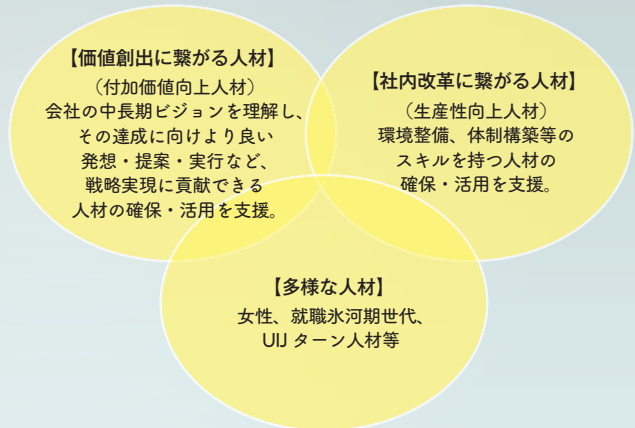 【価値創出に繋がる人材】
（付加価値向上人材）
会社の中長期ビジョンを理解し、
その達成に向けより良い
発想・提案・実行など、
戦略実現に貢献できる
人材の確保・活用を支援。
【社内改革に繋がる人材】
（生産性向上人材）
環境整備、体制構築等の
スキルを持つ人材の
確保・活用を支援。
【多様な人材】
女性、就職氷河期世代、
UIJ ターン人材等